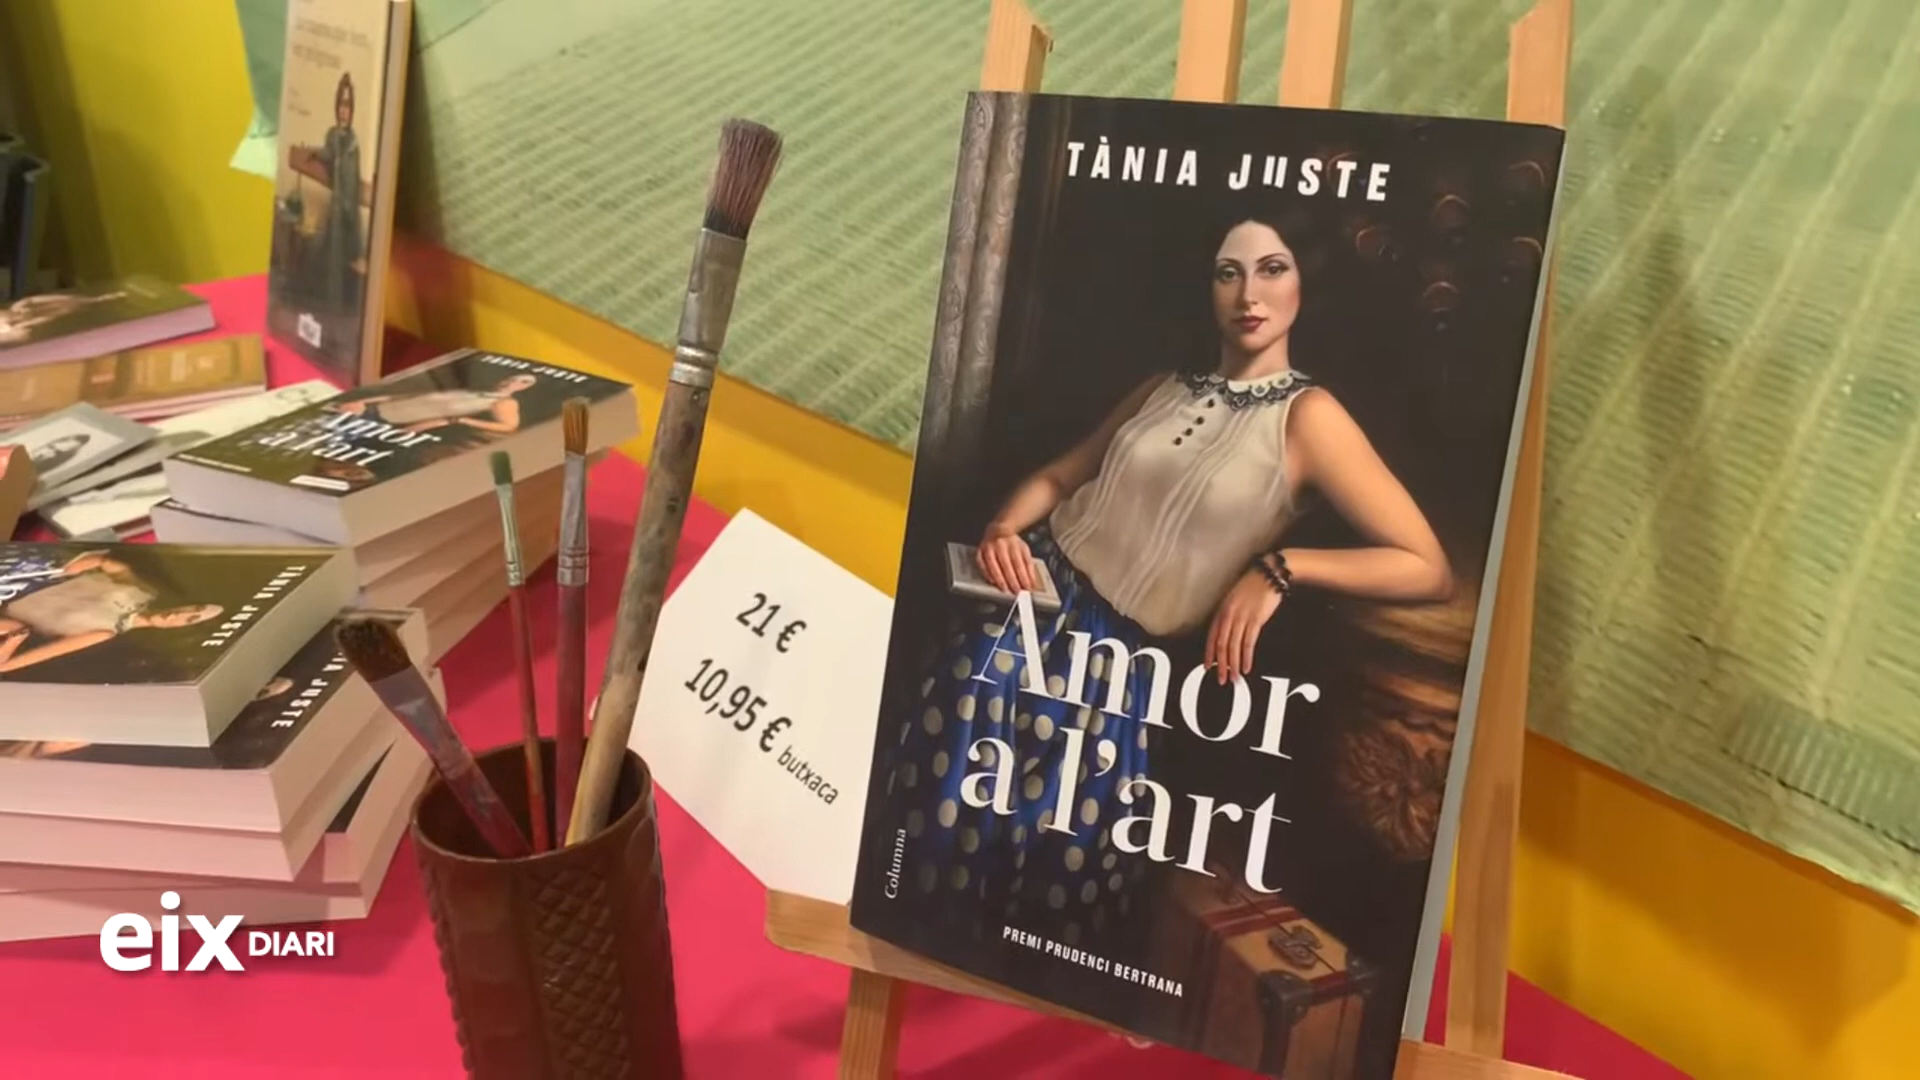 TÀNIA JUSTE
Amor
a l'art
Columna
PREMI PRUDENCI BERTRANA
21 €
10,95 € butxaca
TÀNIA JUSTE
Amor
a l'art
TÀNIA JUSTE
JUSTE
eix DIARI